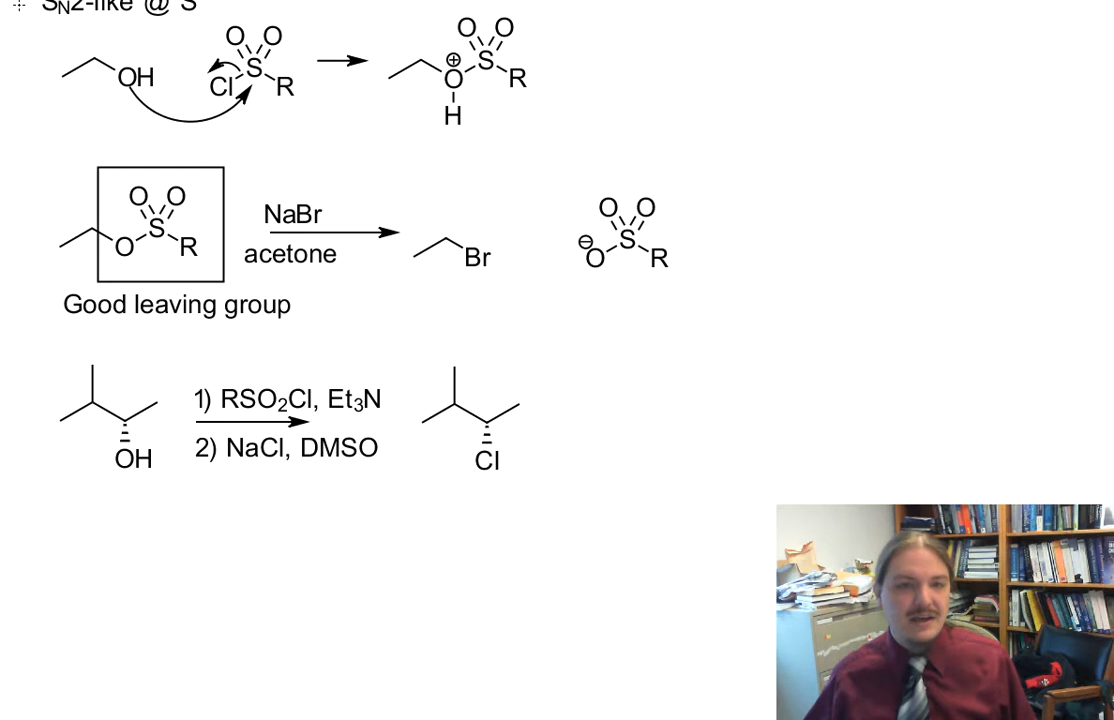 ÷ SN2-like @ S
OH Cl S O O R O ⊕ H S O O R
O S O O R NaBr acetone Br ⊖ O S O O R
Good leaving group
OH 1) RSO₂Cl, Et₃N Cl
2) NaCl, DMSO